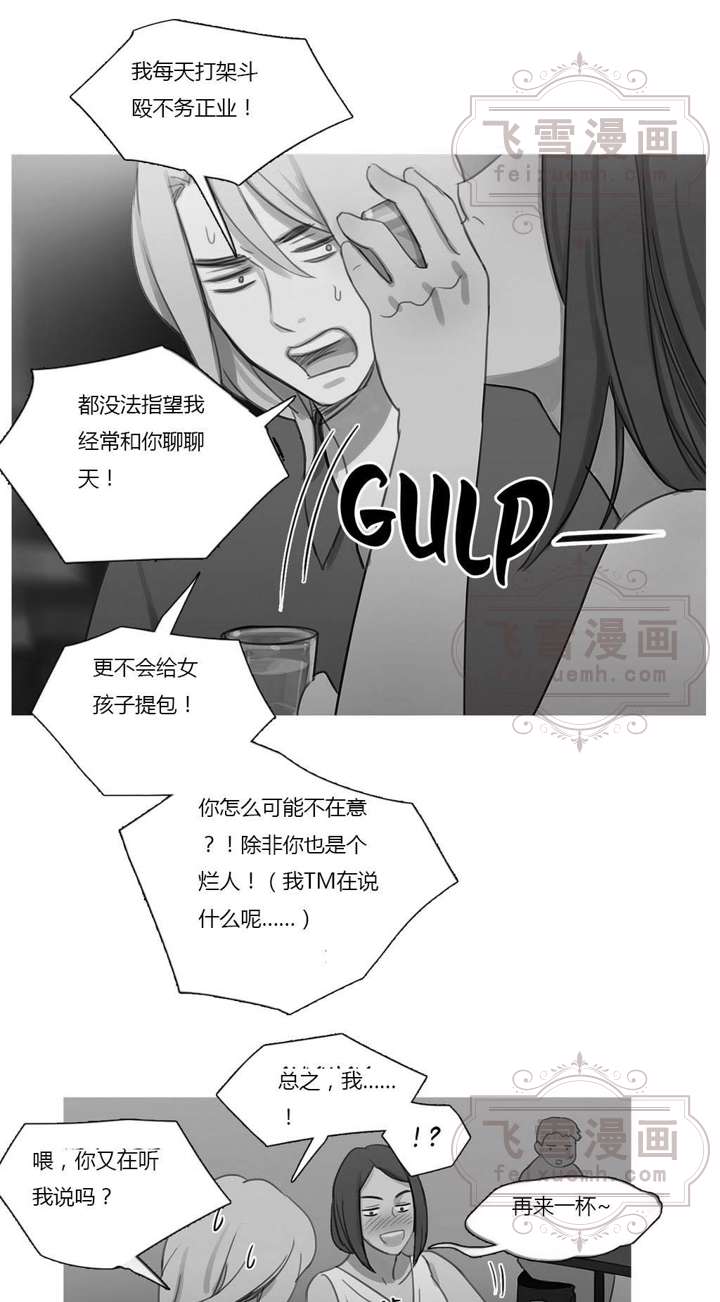 飞雪漫画
feixuemh.com
我每天打架斗
殴不务正业！
都没法指望我
经常和你聊聊
天！
GULP
飞雪漫画
feixuemh.com
更不会给女
孩子提包！
你怎么可能不在意
？！除非你也是个
烂人！（我TM在说
什么呢……）
总之，我……
！
!?
飞雪漫画
feixuemh.com
喂，你又在听
我说吗？
再来一杯~